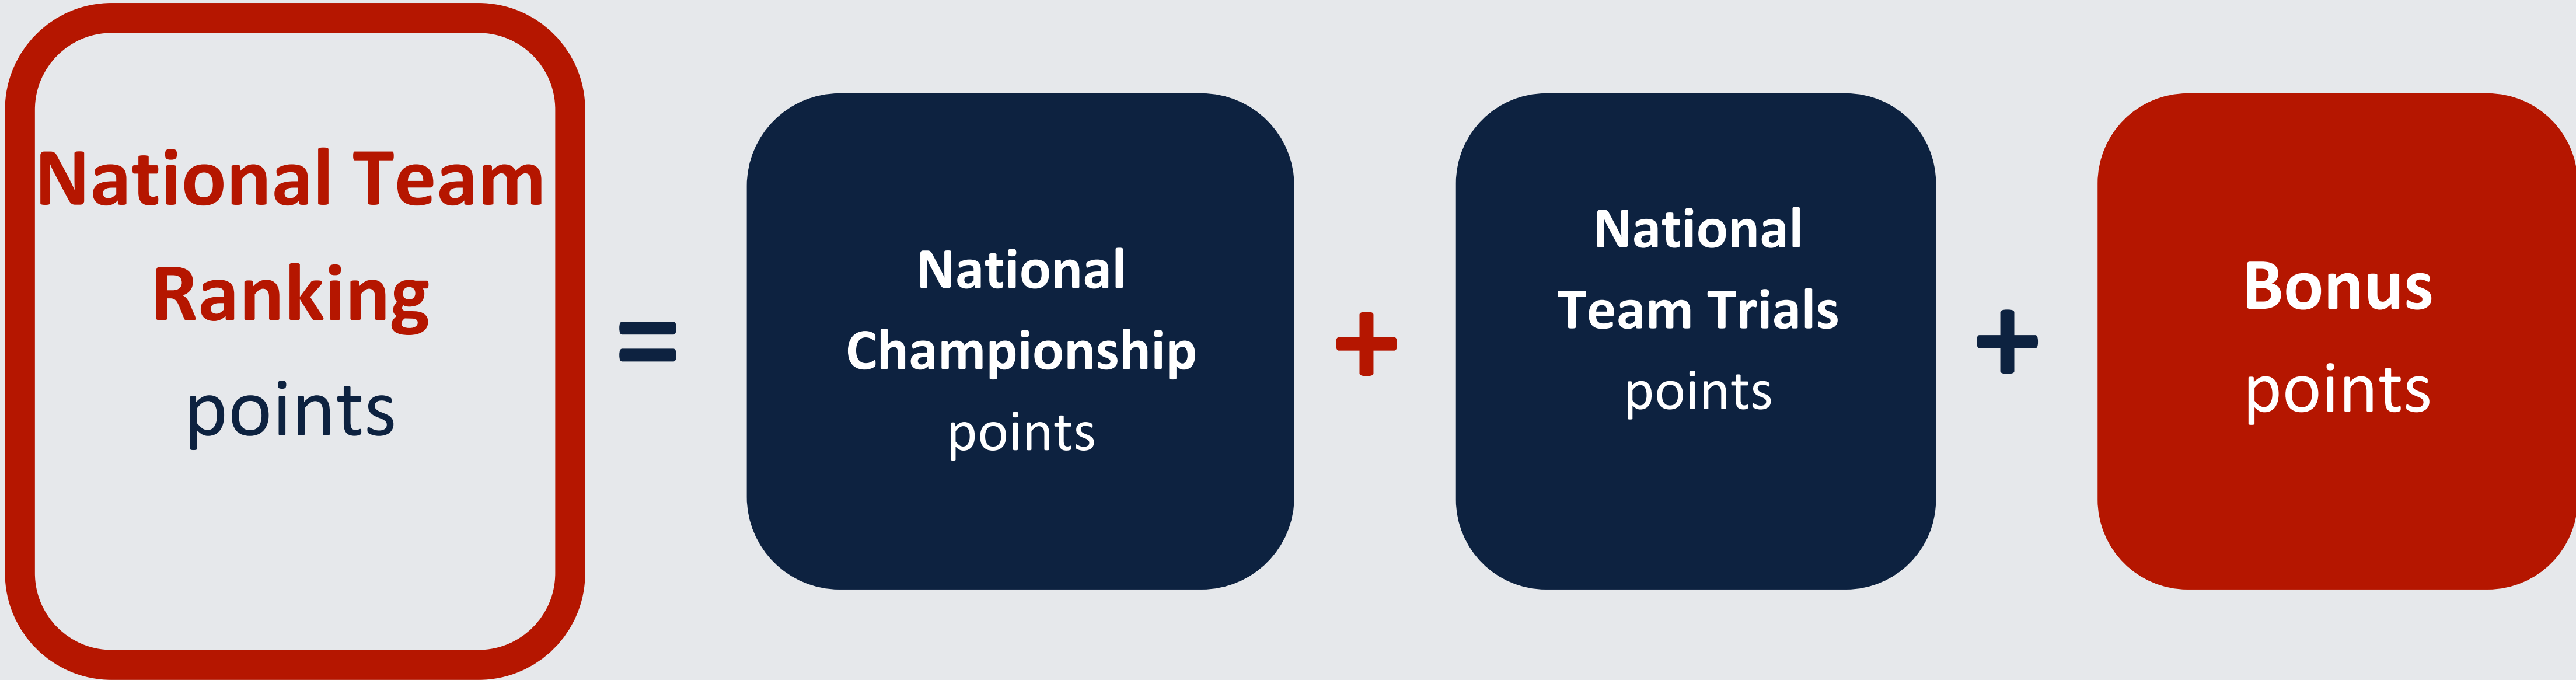 National Team
Ranking
points
=
National
Championship
points
+
National
Team Trials
points
+
Bonus
points